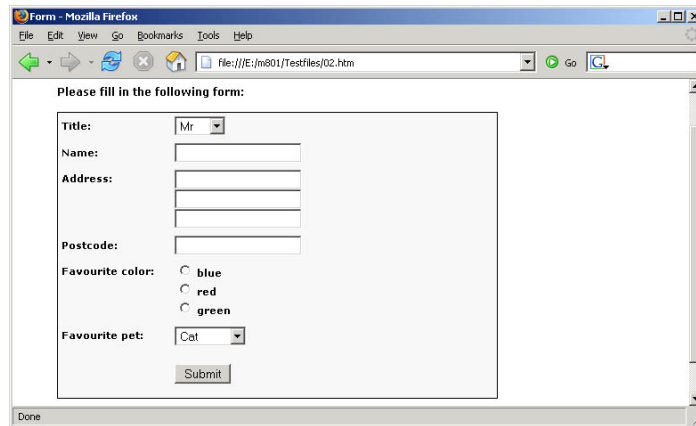 Form - Mozilla Firefox
File Edit View Go Bookmarks Tools Help
file:///E:/m801/Testfiles/02.htm Go G
Please fill in the following form:
Title: Mr
Name:
Address:
Postcode:
Favourite color: blue
red
green
Favourite pet: Cat
Submit
Done